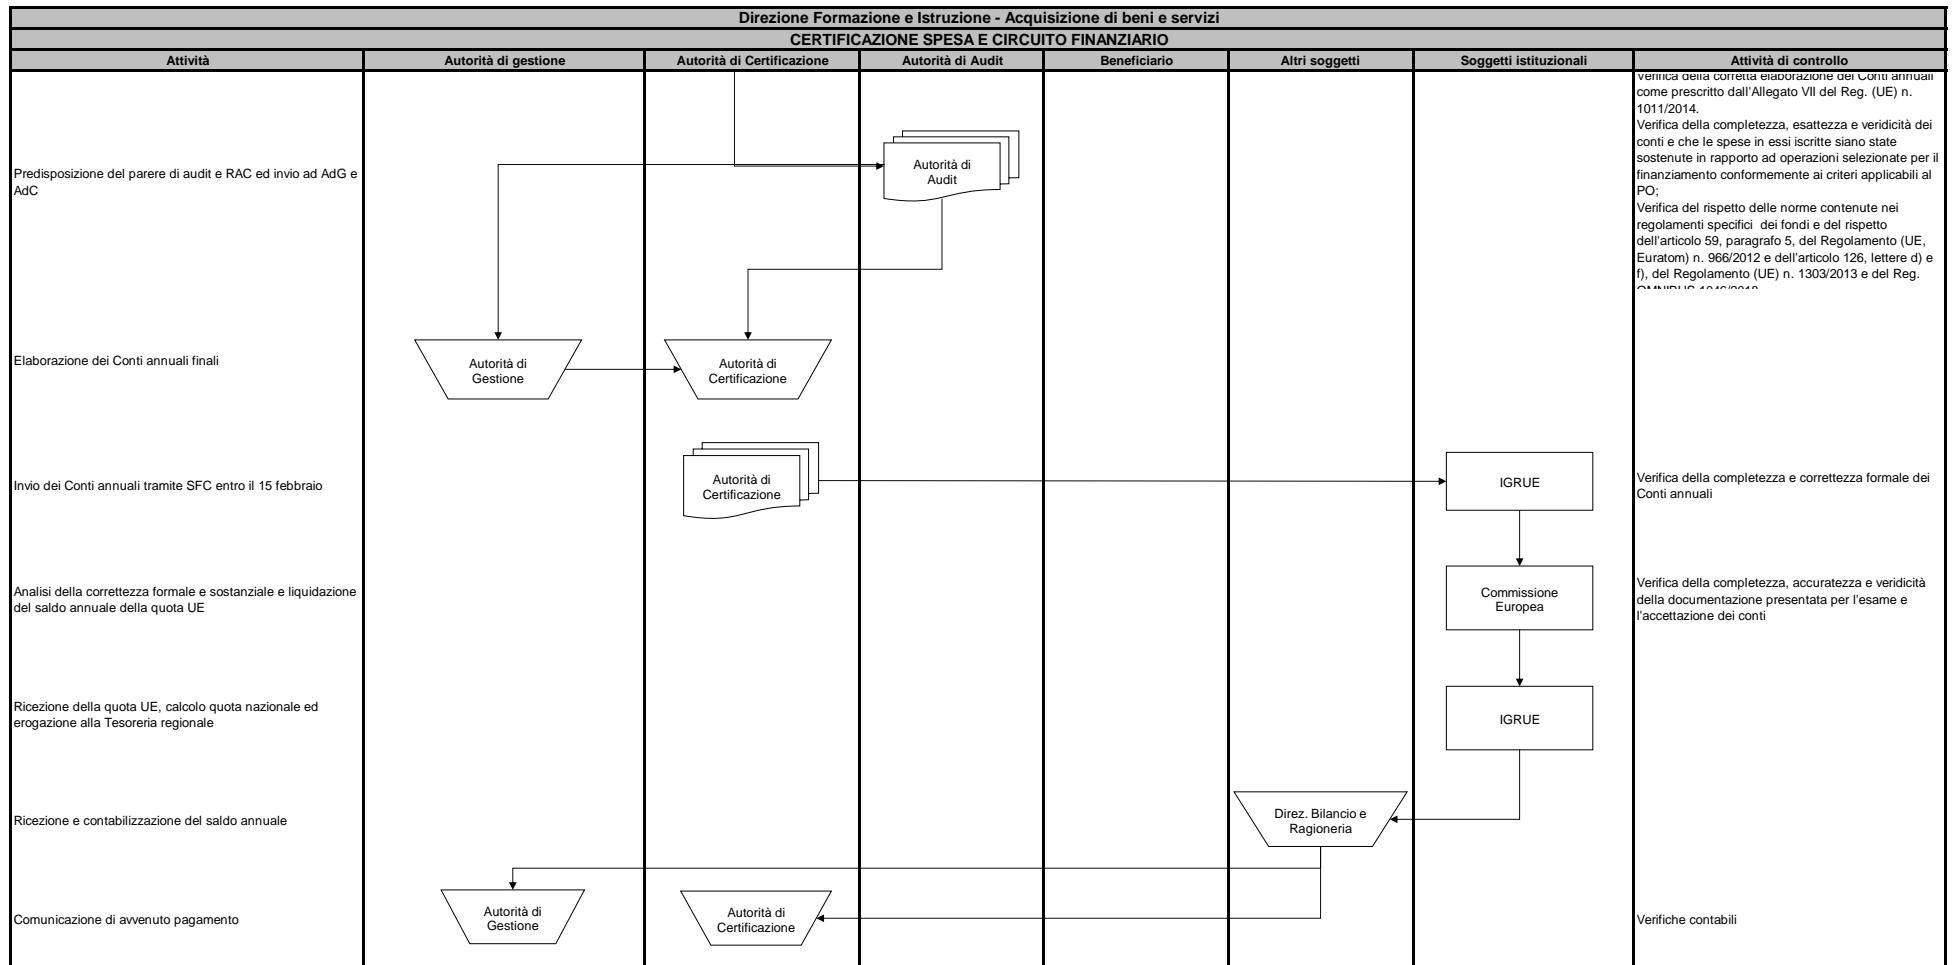 Direzione Formazione e Istruzione - Acquisizione di beni e servizi
CERTIFICAZIONE SPESA E CIRCUITO FINANZIARIO
Attività
Autorità di gestione
Autorità di Certificazione
Autorità di Audit
Beneficiario
Altri soggetti
Soggetti istituzionali
Attività di controllo
Predisposizione del parere di audit e RAC ed invio ad AdG e
AdC
Autorità di
Audit
Verifica della corretta elaborazione dei Conti annuali
come prescritto dall'Allegato VII del Reg. (UE) n.
1011/2014.
Verifica della completezza, esattezza e veridicità dei
conti e che le spese in essi iscritte siano state
sostenute in rapporto ad operazioni selezionate per il
finanziamento conformemente ai criteri applicabili al
PO;
Verifica del rispetto delle norme contenute nei
regolamenti specifici  dei fondi e del rispetto
dell'articolo 59, paragrafo 5, del Regolamento (UE,
Euratom) n. 966/2012 e dell'articolo 126, lettere d) e
f), del Regolamento (UE) n. 1303/2013 e del Reg.
OMNIBUS 1046/2018
Elaborazione dei Conti annuali finali
Autorità di
Gestione
Autorità di
Certificazione
Invio dei Conti annuali tramite SFC entro il 15 febbraio
Autorità di
Certificazione
IGRUE
Verifica della completezza e correttezza formale dei
Conti annuali
Analisi della correttezza formale e sostanziale e liquidazione
del saldo annuale della quota UE
Commissione
Europea
Verifica della completezza, accuratezza e veridicità
della documentazione presentata per l'esame e
l'accettazione dei conti
Ricezione della quota UE, calcolo quota nazionale ed
erogazione alla Tesoreria regionale
IGRUE
Ricezione e contabilizzazione del saldo annuale
Direz. Bilancio e
Ragioneria
Comunicazione di avvenuto pagamento
Autorità di
Gestione
Autorità di
Certificazione
Verifiche contabili